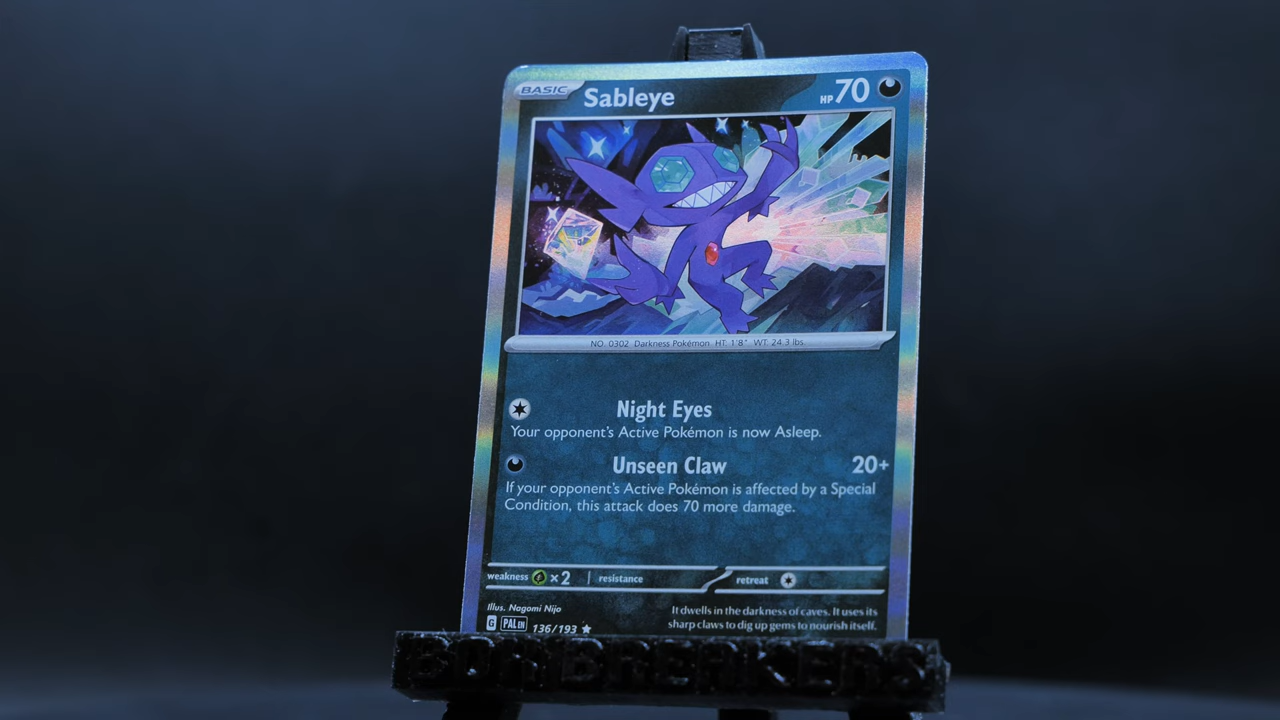 BASIC Sableye HP 70
NO. 0302 Darkness Pokémon HT: 1'8" WT: 24.3 lbs.
Night Eyes
Your opponent's Active Pokémon is now Asleep.
Unseen Claw 20+
If your opponent's Active Pokémon is affected by a Special
Condition, this attack does 70 more damage.
weakness ×2 resistance retreat
Illus. Nagomi Nijo
It dwells in the darkness of caves. It uses its
sharp claws to dig up gems to nourish itself.
G PAL EN 136/193
BOXBREAKERS